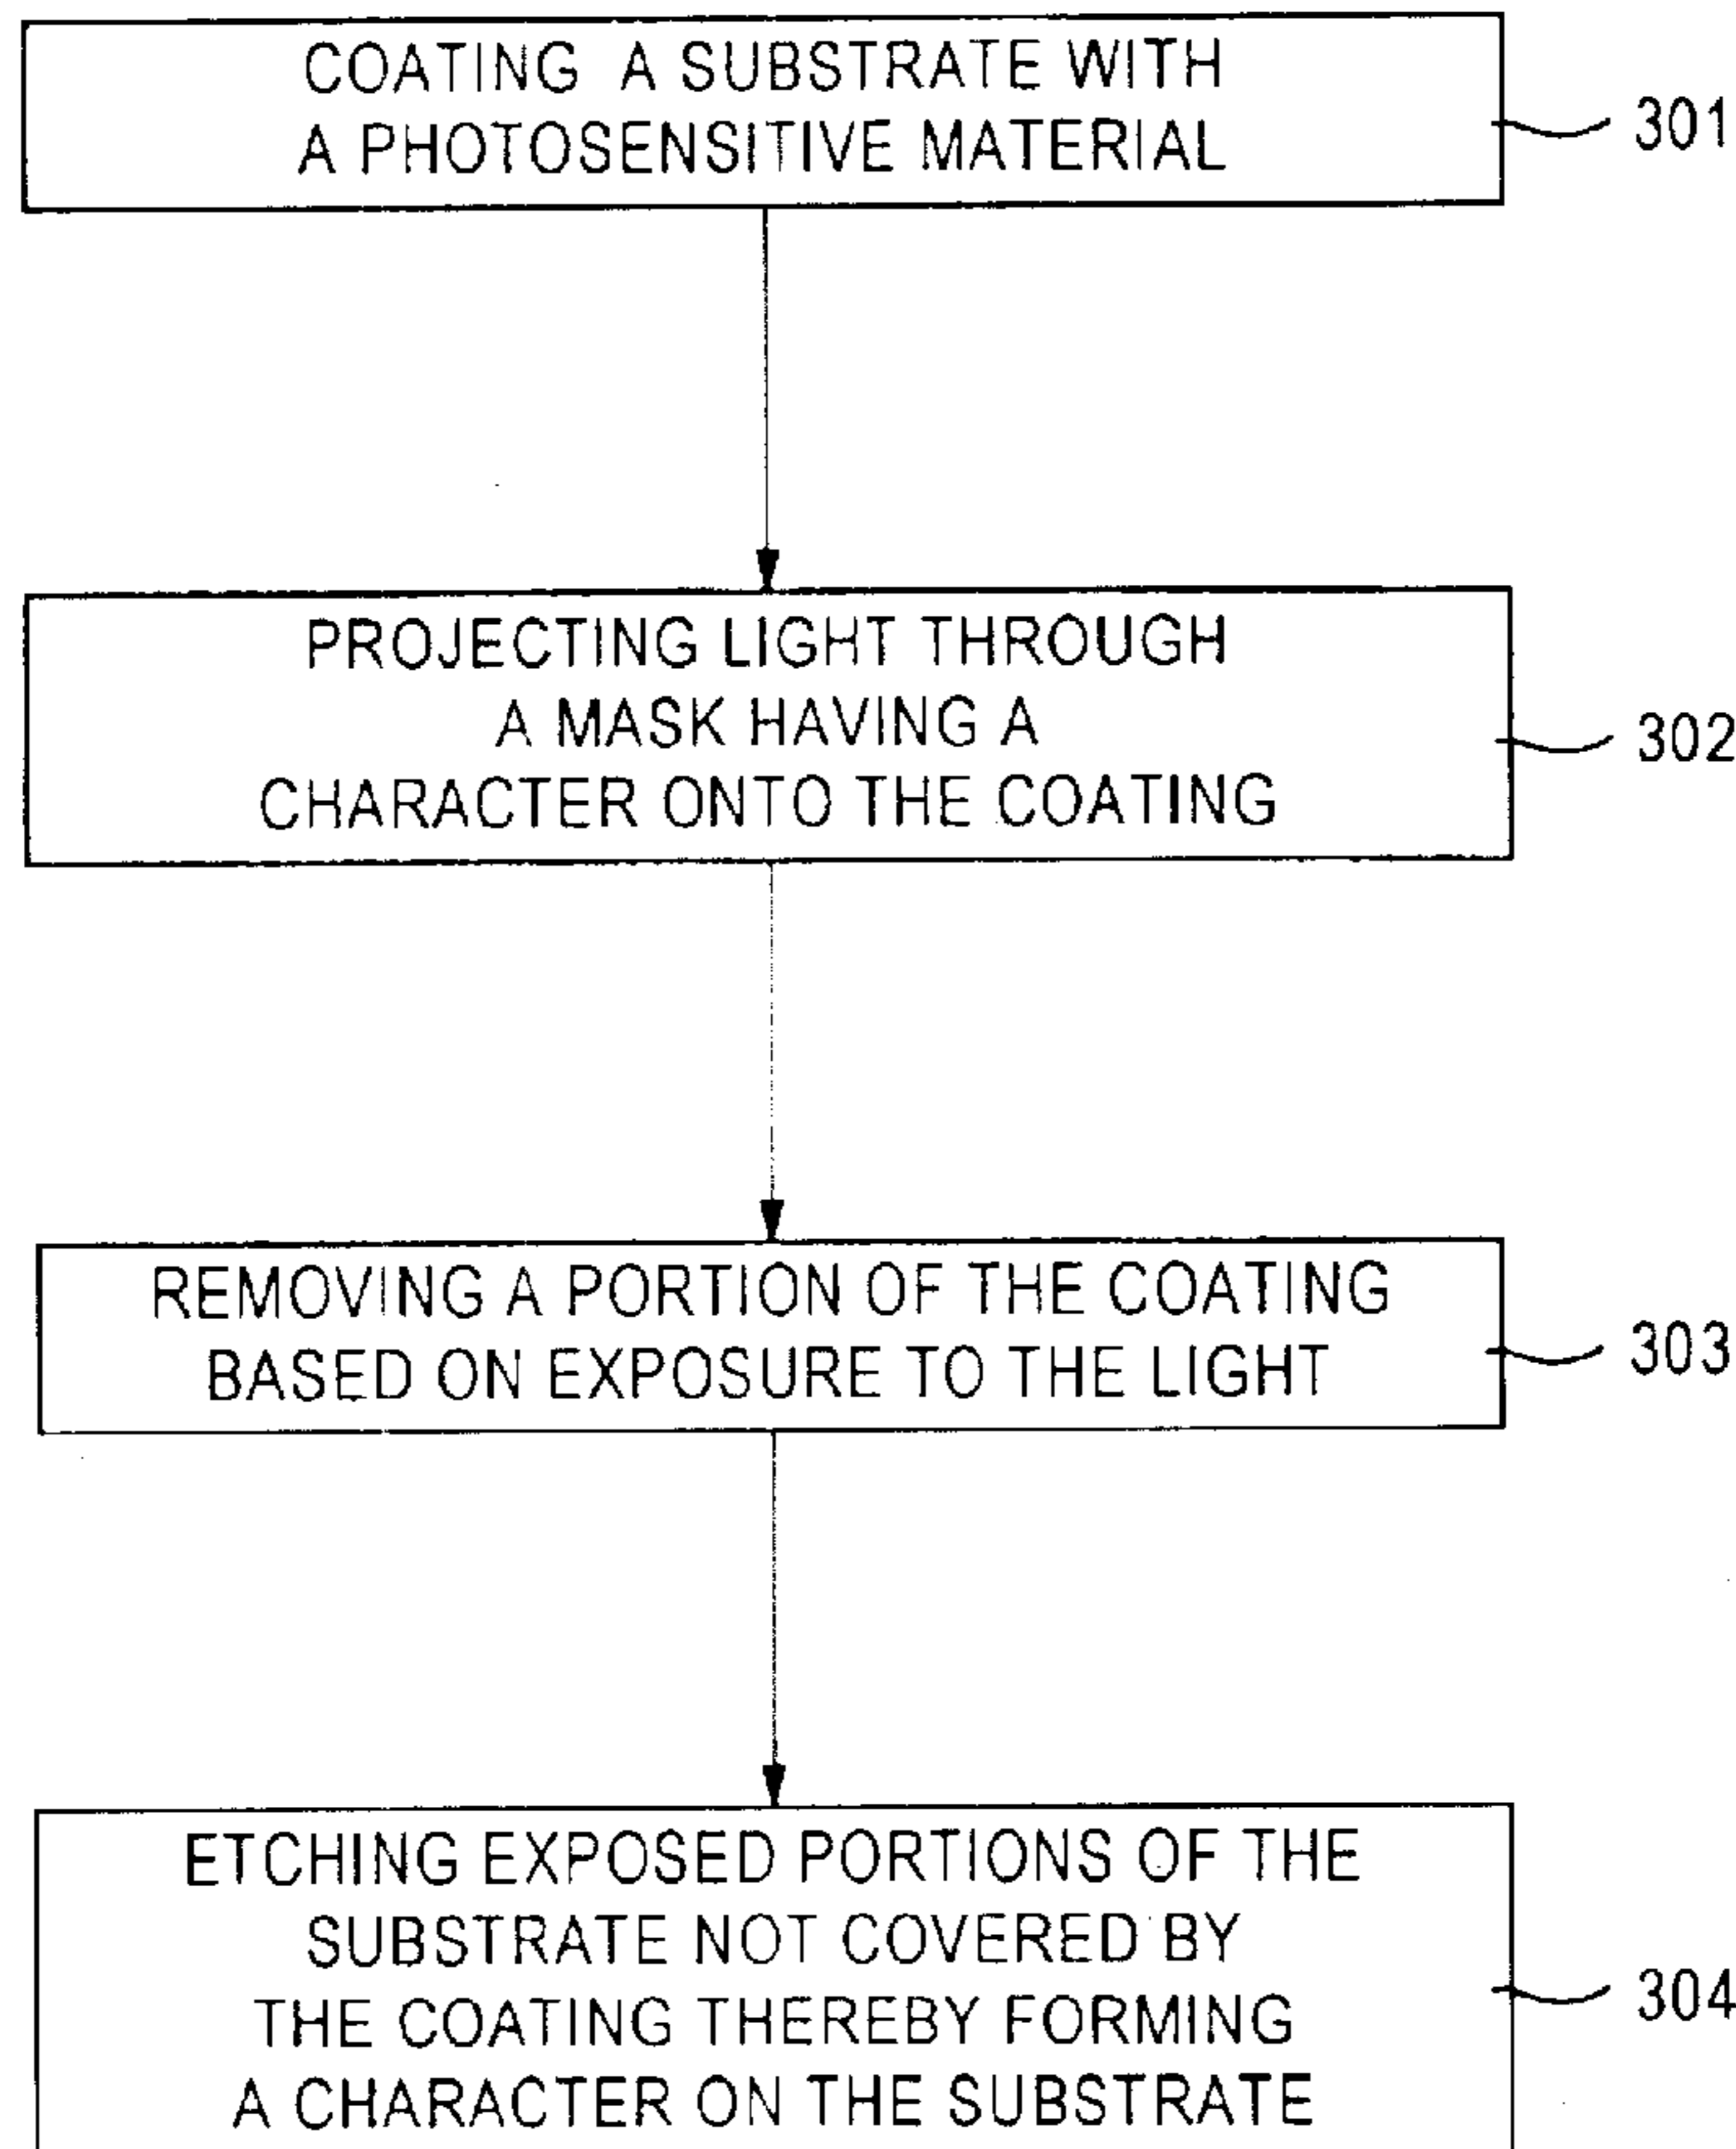 COATING A SUBSTRATE WITH
A PHOTOSENSITIVE MATERIAL
301
PROJECTING LIGHT THROUGH
A MASK HAVING A
CHARACTER ONTO THE COATING
302
REMOVING A PORTION OF THE COATING
BASED ON EXPOSURE TO THE LIGHT
303
ETCHING EXPOSED PORTIONS OF THE
SUBSTRATE NOT COVERED BY
THE COATING THEREBY FORMING
A CHARACTER ON THE SUBSTRATE
304